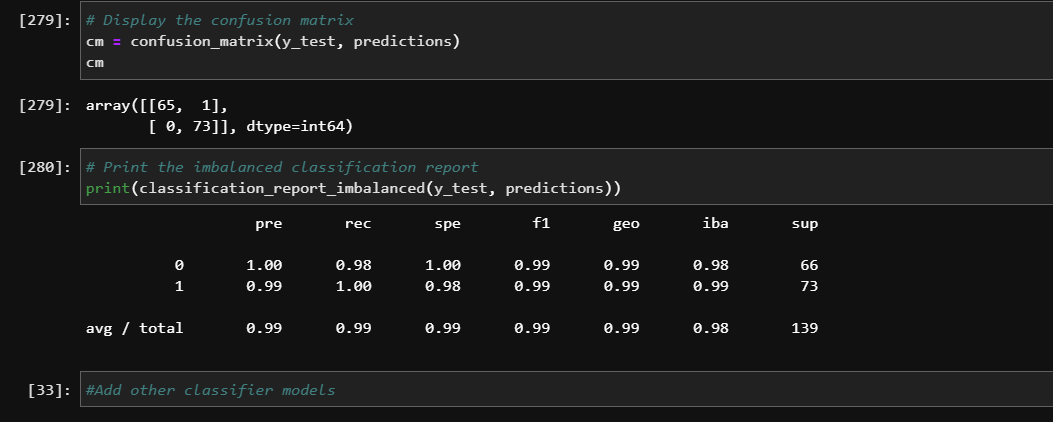 [279]: # Display the confusion matrix
cm = confusion_matrix(y_test, predictions)
cm
[279]: array([[65,  1],
       [ 0, 73]], dtype=int64)
[280]: # Print the imbalanced classification report
print(classification_report_imbalanced(y_test, predictions))
pre rec spe f1 geo iba sup
0 1.00 0.98 1.00 0.99 0.99 0.98 66
1 0.99 1.00 0.98 0.99 0.99 0.99 73
avg / total 0.99 0.99 0.99 0.99 0.99 0.98 139
[33]: #Add other classifier models